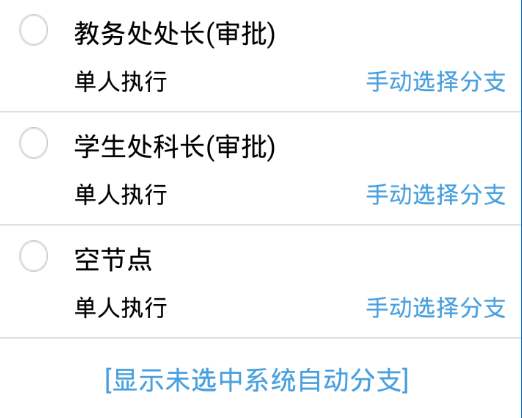 教务处处长(审批)
单人执行 手动选择分支
学生处科长(审批)
单人执行 手动选择分支
空节点
单人执行 手动选择分支
[显示未选中系统自动分支]